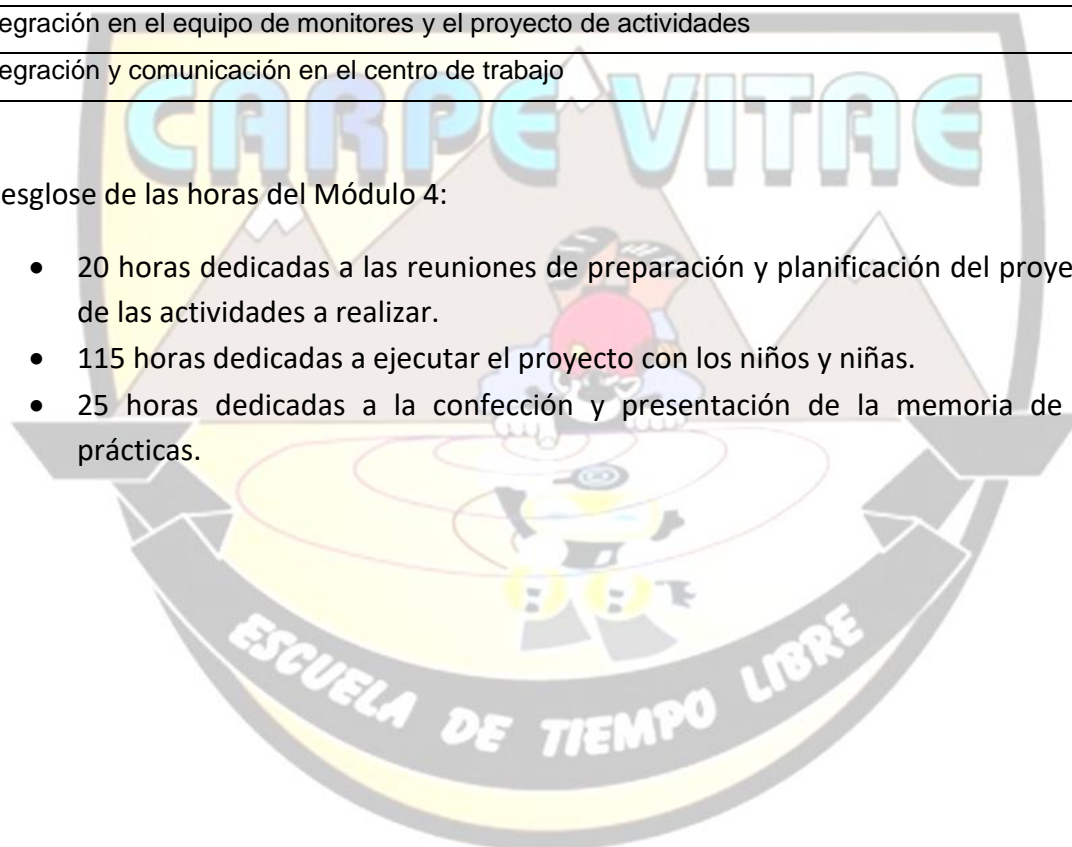 egración en el equipo de monitores y el proyecto de actividades
egración y comunicación en el centro de trabajo
CARPE VITAE
esglose de las horas del Módulo 4:
• 20 horas dedicadas a las reuniones de preparación y planificación del proye
de las actividades a realizar.
• 115 horas dedicadas a ejecutar el proyecto con los niños y niñas.
• 25 horas dedicadas a la confección y presentación de la memoria de
prácticas.
ESCUELA DE TIEMPO LIBRE